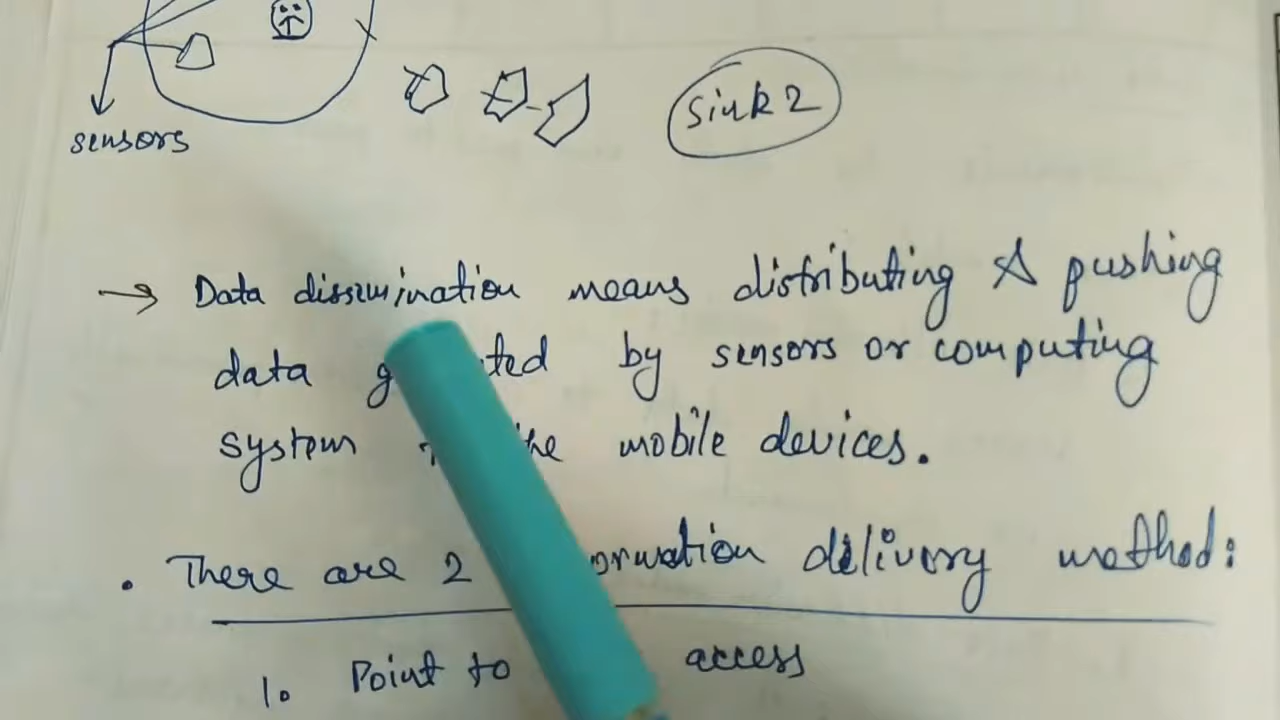 sensors
Sink 2
→ Data dissemination means distributing & pushing
data by sensors or computing
system mobile devices.
. There are 2 delivery method:
1. Point to access